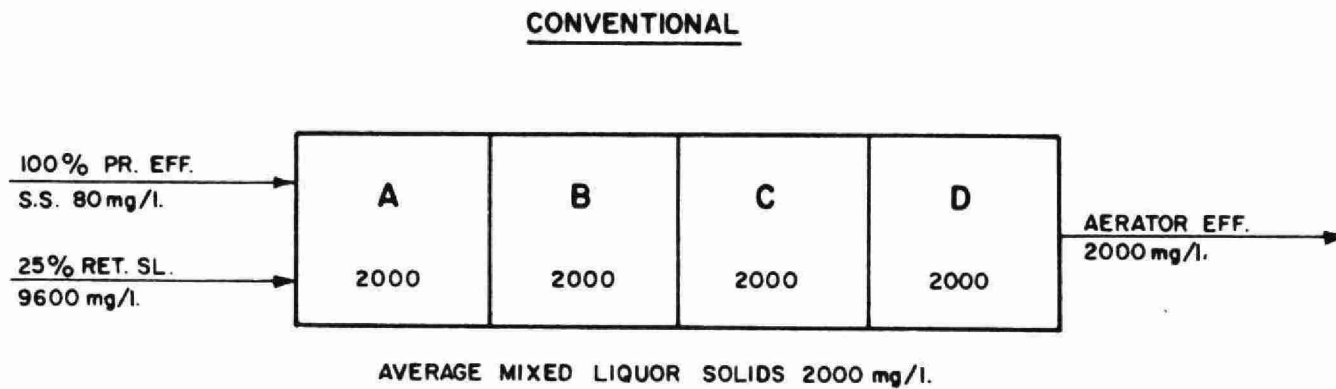 CONVENTIONAL
100% PR. EFF.
S.S. 80 mg/l.
25% RET. SL.
9600 mg/l.
A B C D
2000 2000 2000 2000
AERATOR EFF.
2000 mg/l.
AVERAGE MIXED LIQUOR SOLIDS 2000 mg/l.